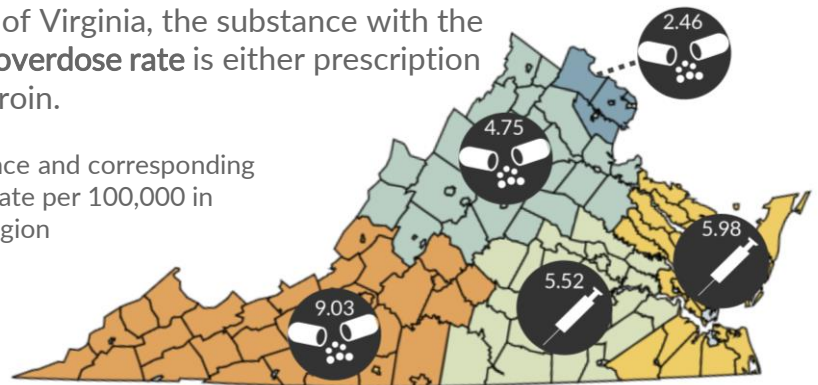 of Virginia, the substance with the
overdose rate is either prescription
roin.
nce and corresponding
ate per 100,000 in
gion
2.46
4.75
5.98
5.52
9.03